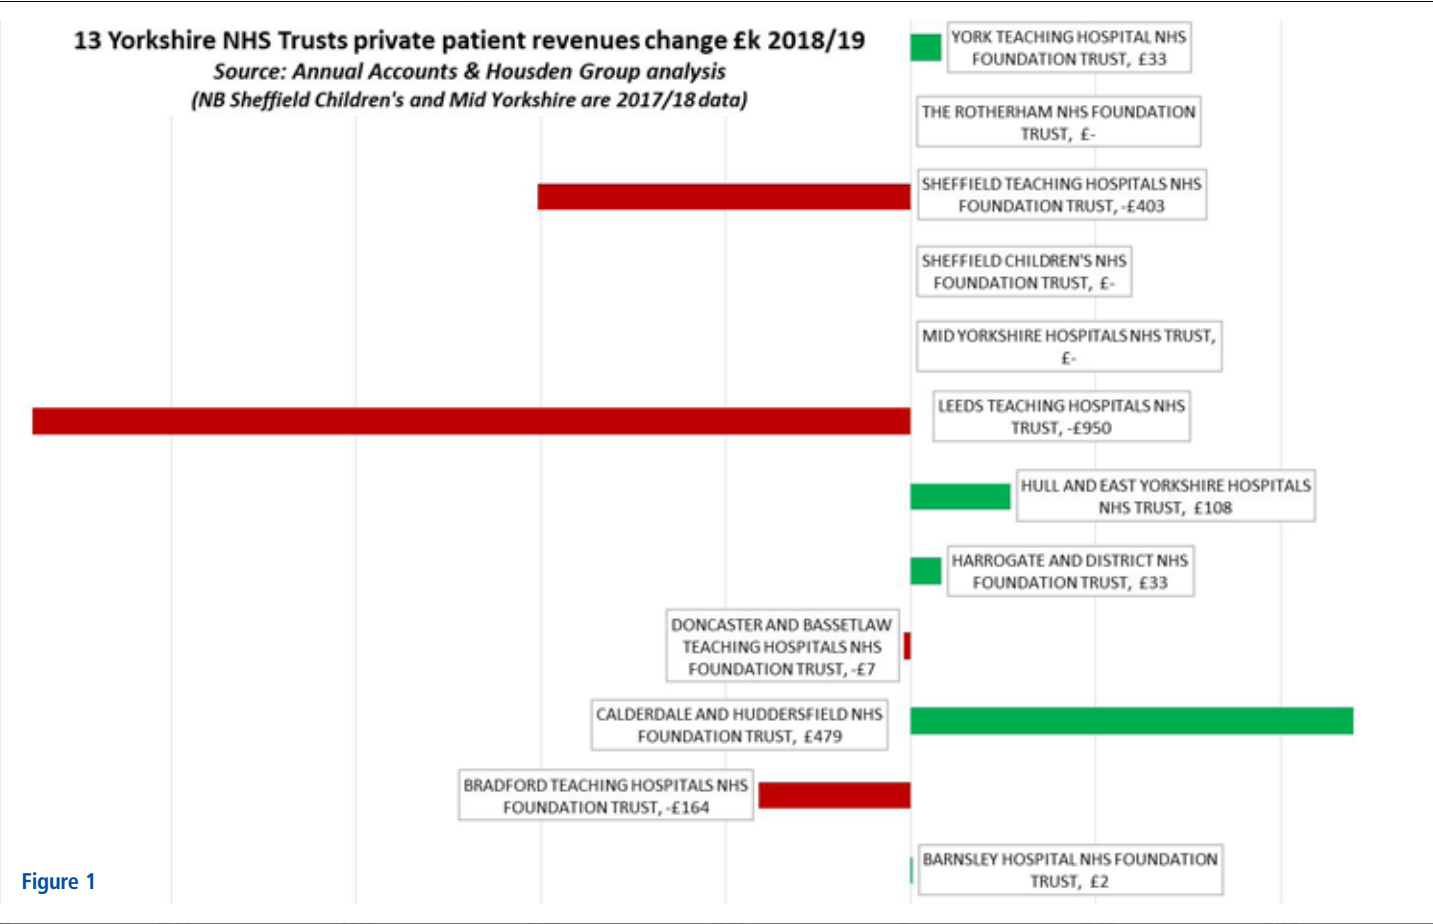 13 Yorkshire NHS Trusts private patient revenues change £k 2018/19
Source: Annual Accounts & Housden Group analysis
(NB Sheffield Children's and Mid Yorkshire are 2017/18 data)
YORK TEACHING HOSPITAL NHS
FOUNDATION TRUST, £33
THE ROTHERHAM NHS FOUNDATION
TRUST, £-
SHEFFIELD TEACHING HOSPITALS NHS
FOUNDATION TRUST, -£403
SHEFFIELD CHILDREN'S NHS
FOUNDATION TRUST, £-
MID YORKSHIRE HOSPITALS NHS TRUST,
£-
LEEDS TEACHING HOSPITALS NHS
TRUST, -£950
HULL AND EAST YORKSHIRE HOSPITALS
NHS TRUST, £108
HARROGATE AND DISTRICT NHS
FOUNDATION TRUST, £33
DONCASTER AND BASSETLAW
TEACHING HOSPITALS NHS
FOUNDATION TRUST, -£7
CALDERDALE AND HUDDERSFIELD NHS
FOUNDATION TRUST, £479
BRADFORD TEACHING HOSPITALS NHS
FOUNDATION TRUST, -£164
BARNSLEY HOSPITAL NHS FOUNDATION
TRUST, £2
Figure 1